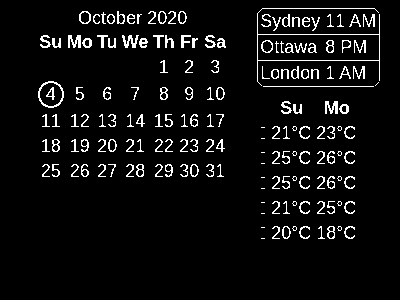 October 2020
Su Mo Tu We Th Fr Sa
1 2 3
4 5 6 7 8 9 10
11 12 13 14 15 16 17
18 19 20 21 22 23 24
25 26 27 28 29 30 31
Sydney 11 AM
Ottawa 8 PM
London 1 AM
Su Mo
21°C 23°C
25°C 26°C
25°C 26°C
21°C 25°C
20°C 18°C